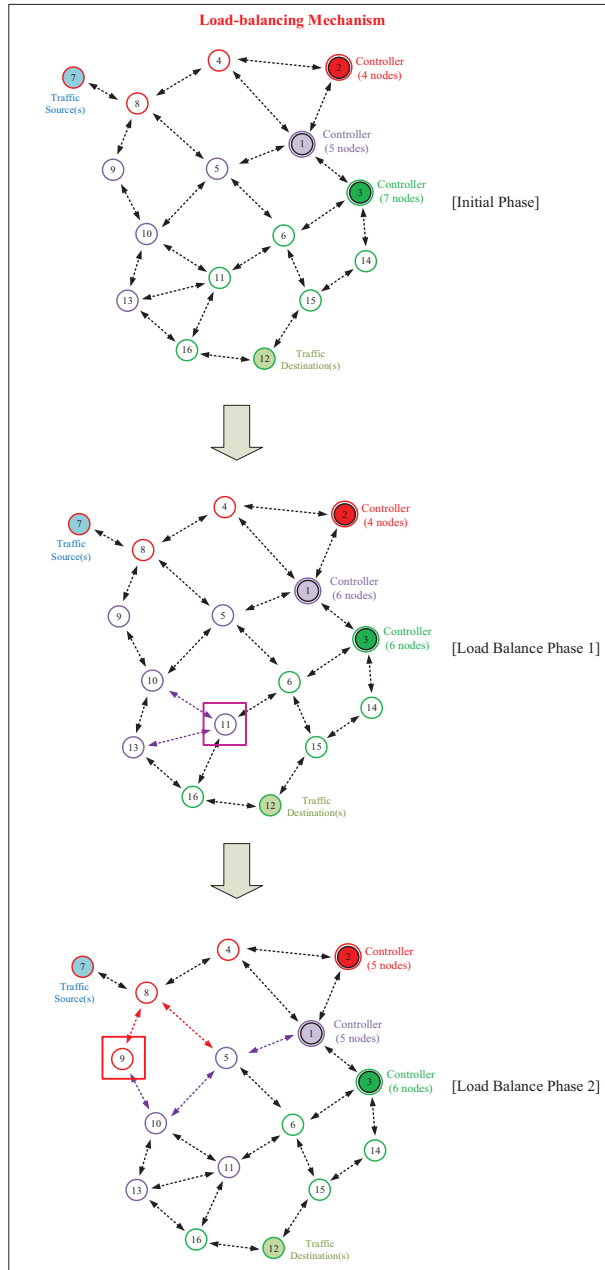 Load-balancing Mechanism
4
2
Controller
(4 nodes)
7
Traffic
Source(s)
8
1
Controller
(5 nodes)
9
5
3
Controller
(7 nodes)
[Initial Phase]
10
6
11
14
13
15
16
12
Traffic
Destination(s)
4
2
Controller
(4 nodes)
7
Traffic
Source(s)
8
1
Controller
(6 nodes)
9
5
3
Controller
(6 nodes)
[Load Balance Phase 1]
10
6
11
14
13
15
16
12
Traffic
Destination(s)
4
2
Controller
(5 nodes)
7
Traffic
Source(s)
8
1
Controller
(5 nodes)
9
5
3
Controller
(6 nodes)
[Load Balance Phase 2]
10
6
11
14
13
15
16
12
Traffic
Destination(s)